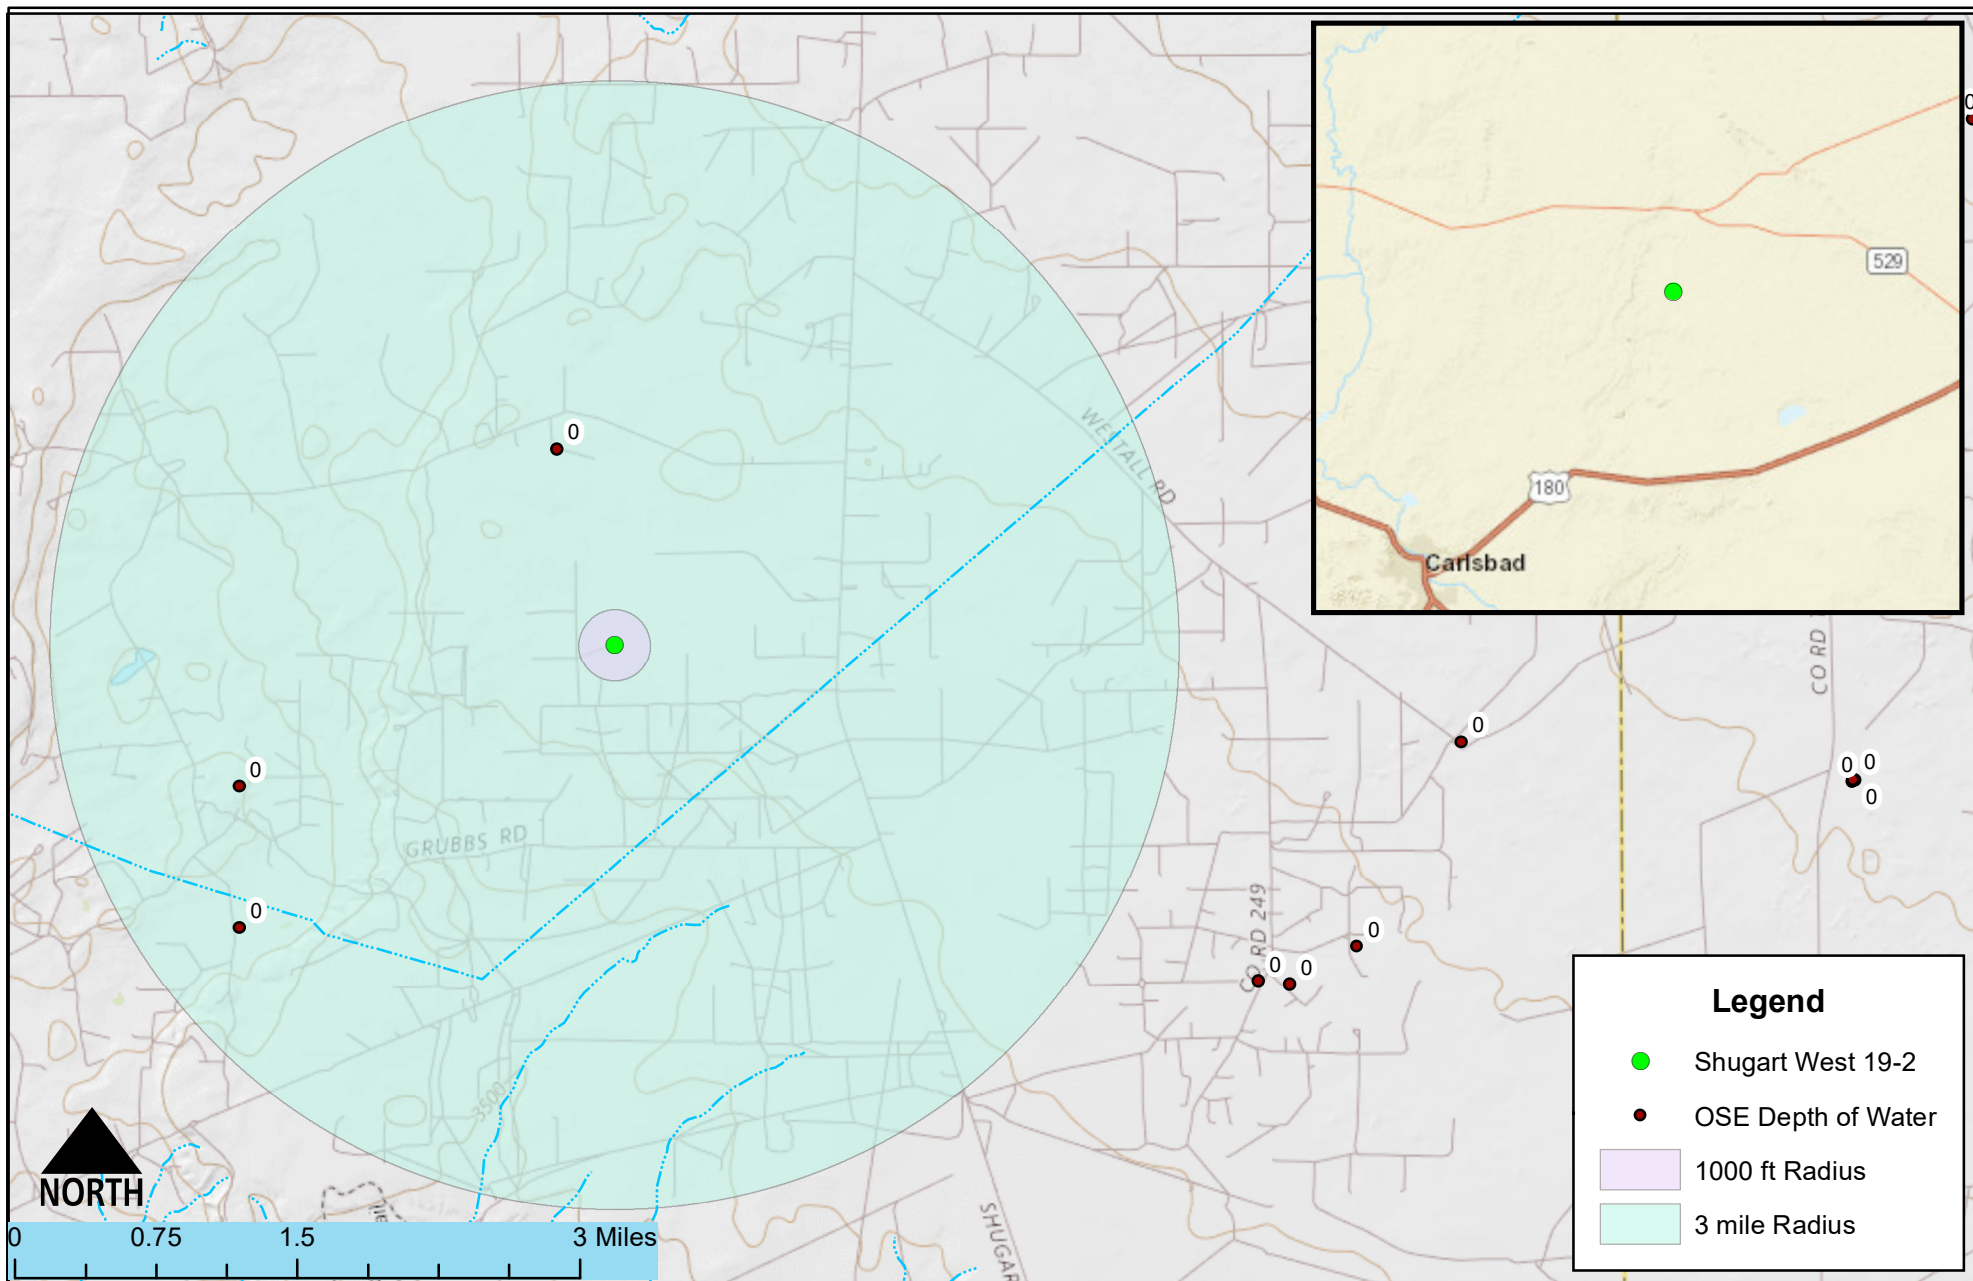 0
529
0
WESTALL RD
180
Carlsbad
CO RD
0
0 0
0
0
GRUBBS RD
0
CO RD 249
0
0 0
3500
NORTH
SHUGAR
0 0.75 1.5 3 Miles
Legend
Shugart West 19-2
OSE Depth of Water
1000 ft Radius
3 mile Radius